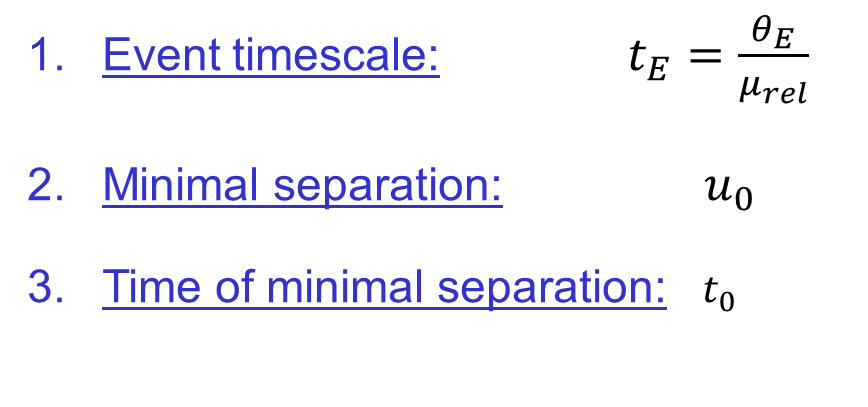 1. Event timescale: t_E = θ_E / μ_rel
2. Minimal separation: u_0
3. Time of minimal separation: t_0